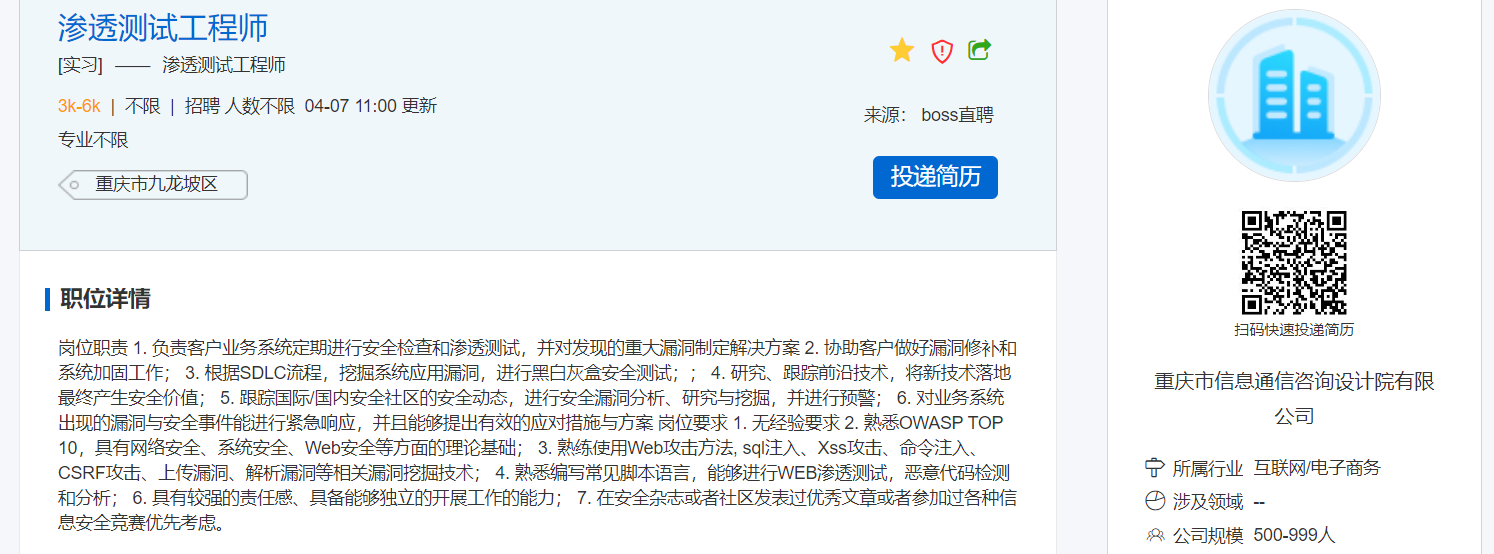 渗透测试工程师
[实习] —— 渗透测试工程师
3k-6k | 不限 | 招聘 人数不限 04-07 11:00 更新
专业不限
重庆市九龙坡区
来源： boss直聘
投递简历
职位详情
岗位职责 1. 负责客户业务系统定期进行安全检查和渗透测试，并对发现的重大漏洞制定解决方案 2. 协助客户做好漏洞修补和
系统加固工作； 3. 根据SDLC流程，挖掘系统应用漏洞，进行黑白灰盒安全测试；； 4. 研究、跟踪前沿技术，将新技术落地
最终产生安全价值； 5. 跟踪国际/国内安全社区的安全动态，进行安全漏洞分析、研究与挖掘，并进行预警； 6. 对业务系统
出现的漏洞与安全事件能进行紧急响应，并且能够提出有效的应对措施与方案 岗位要求 1. 无经验要求 2. 熟悉OWASP TOP
10，具有网络安全、系统安全、Web安全等方面的理论基础； 3. 熟练使用Web攻击方法, sql注入、Xss攻击、命令注入、
CSRF攻击、上传漏洞、解析漏洞等相关漏洞挖掘技术； 4. 熟悉编写常见脚本语言，能够进行WEB渗透测试，恶意代码检测
和分析； 6. 具有较强的责任感、具备能够独立的开展工作的能力； 7. 在安全杂志或者社区发表过优秀文章或者参加过各种信
息安全竞赛优先考虑。
扫码快速投递简历
重庆市信息通信咨询设计院有限
公司
所属行业 互联网/电子商务
涉及领域 --
公司规模 500-999人